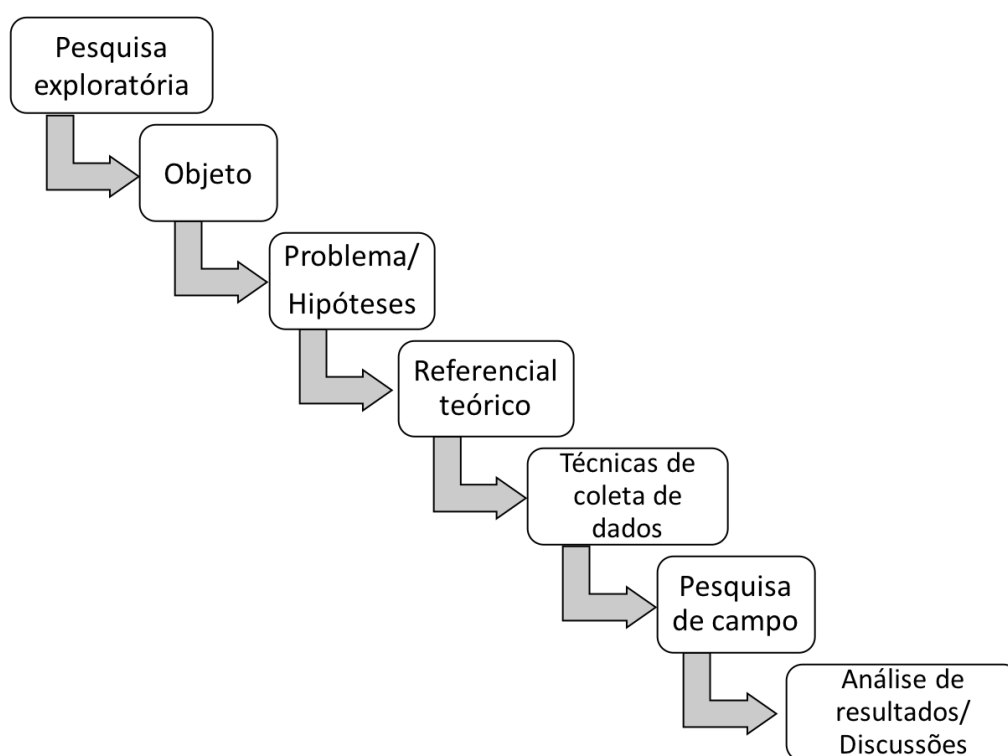 Pesquisa
exploratória
Objeto
Problema/
Hipóteses
Referencial
teórico
Técnicas de
coleta de
dados
Pesquisa
de campo
Análise de
resultados/
Discussões